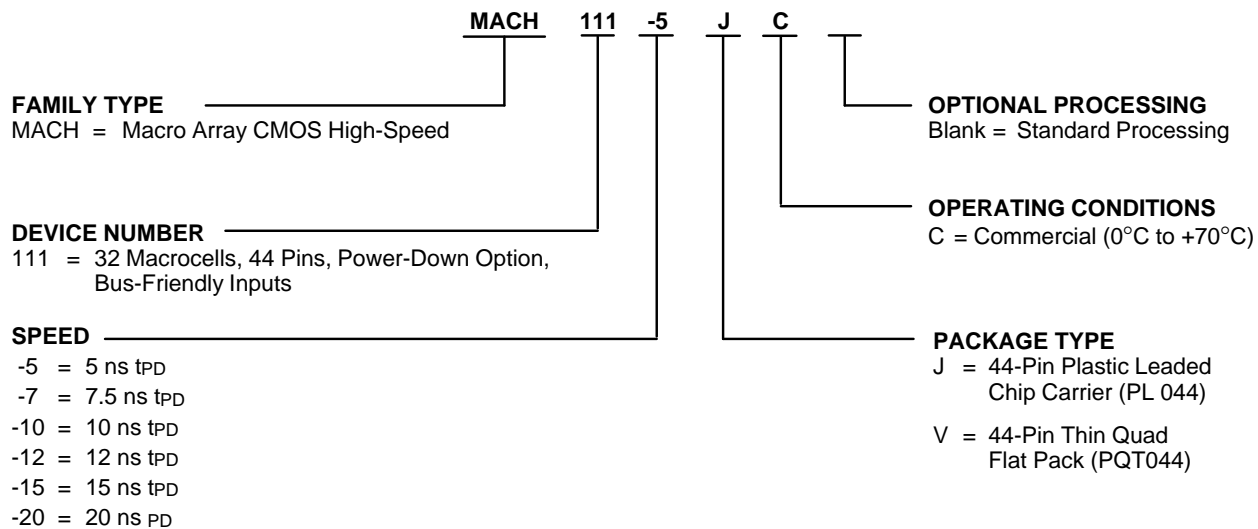 MACH 111 -5 J C
FAMILY TYPE
MACH = Macro Array CMOS High-Speed
DEVICE NUMBER
111 = 32 Macrocells, 44 Pins, Power-Down Option,
Bus-Friendly Inputs
SPEED
-5 = 5 ns tPD
-7 = 7.5 ns tPD
-10 = 10 ns tPD
-12 = 12 ns tPD
-15 = 15 ns tPD
-20 = 20 ns PD
OPTIONAL PROCESSING
Blank = Standard Processing
OPERATING CONDITIONS
C = Commercial (0°C to +70°C)
PACKAGE TYPE
J = 44-Pin Plastic Leaded
Chip Carrier (PL 044)
V = 44-Pin Thin Quad
Flat Pack (PQT044)